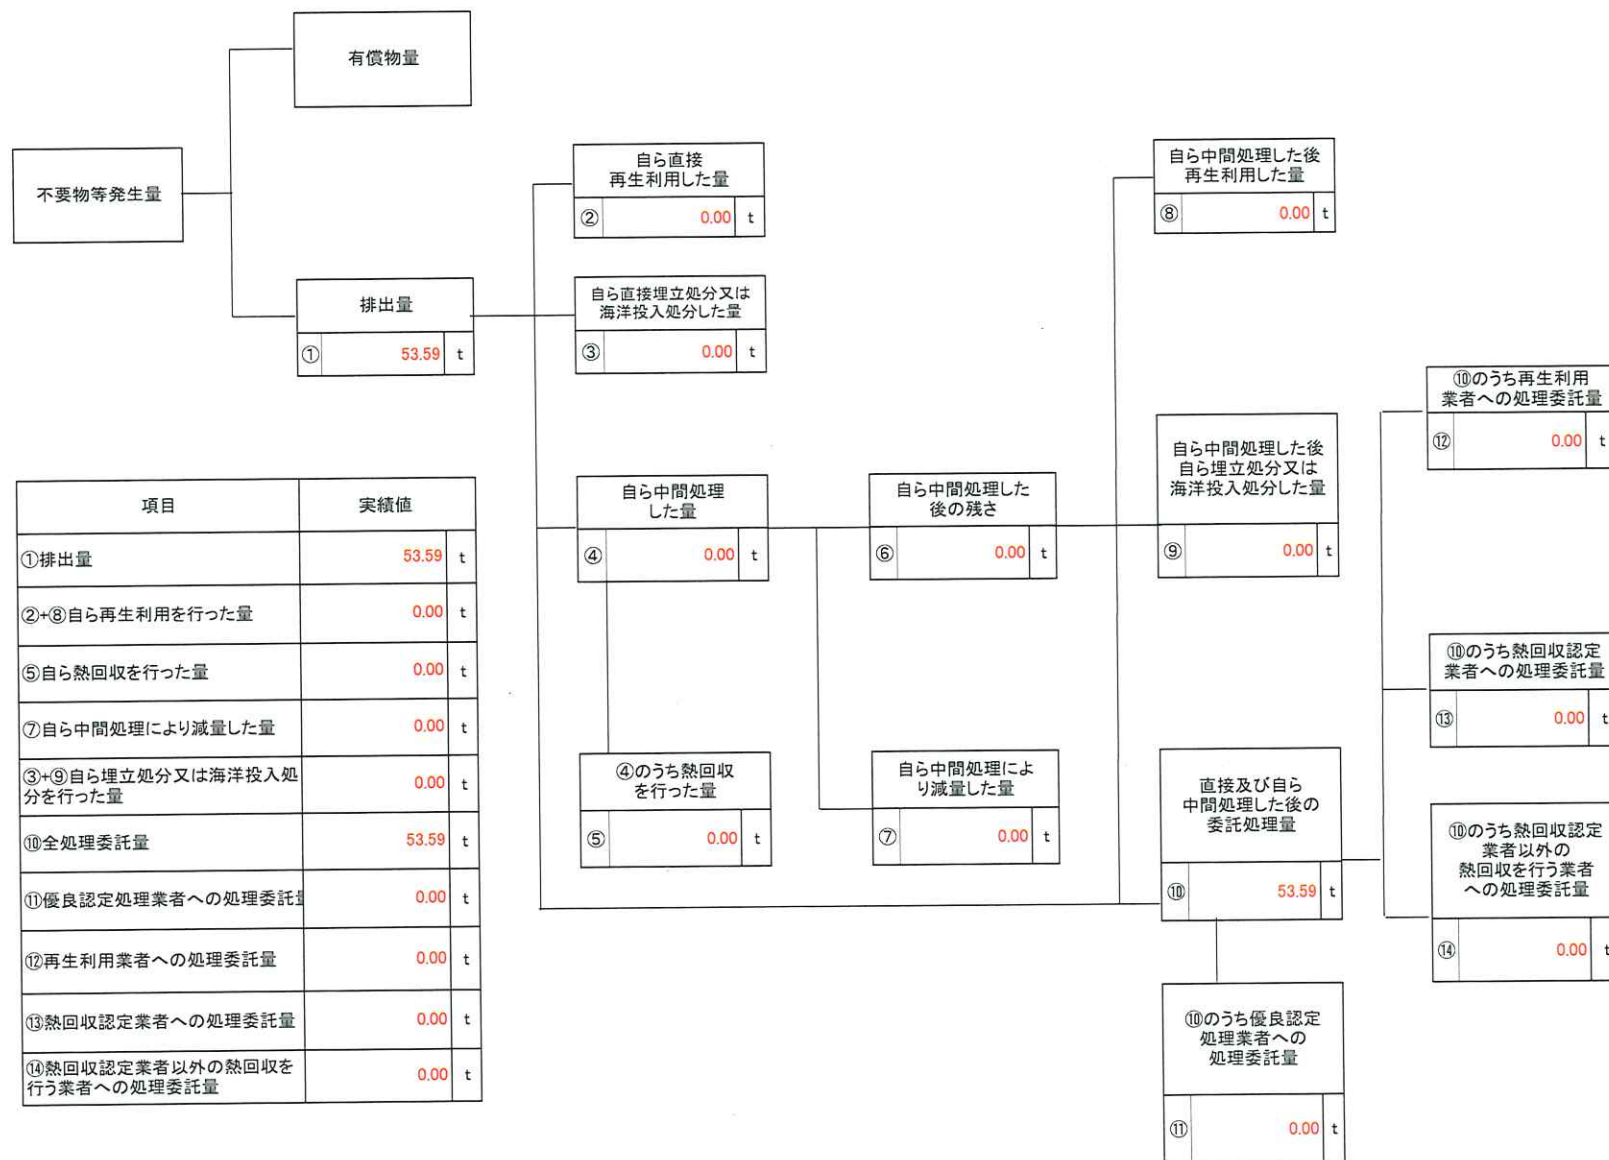 有償物量
不要物等発生量
排出量
① 53.59 t
自ら直接
再生利用した量
② 0.00 t
自ら直接埋立処分又は
海洋投入処分した量
③ 0.00 t
自ら中間処理
した量
④ 0.00 t
④のうち熱回収
を行った量
⑤ 0.00 t
自ら中間処理した
後の残さ
⑥ 0.00 t
自ら中間処理によ
り減量した量
⑦ 0.00 t
自ら中間処理した後
再生利用した量
⑧ 0.00 t
自ら中間処理した後
自ら埋立処分又は
海洋投入処分した量
⑨ 0.00 t
直接及び自ら
中間処理した後の
委託処理量
⑩ 53.59 t
⑩のうち優良認定
処理業者への
処理委託量
⑪ 0.00 t
⑩のうち再生利用
業者への処理委託量
⑫ 0.00 t
⑩のうち熱回収認定
業者への処理委託量
⑬ 0.00 t
⑩のうち熱回収認定
業者以外の
熱回収を行う業者
への処理委託量
⑭ 0.00 t
項目 実績値
①排出量 53.59 t
②+⑧自ら再生利用を行った量 0.00 t
⑤自ら熱回収を行った量 0.00 t
⑦自ら中間処理により減量した量 0.00 t
③+⑨自ら埋立処分又は海洋投入処
分を行った量 0.00 t
⑩全処理委託量 53.59 t
⑪優良認定処理業者への処理委託量 0.00 t
⑫再生利用業者への処理委託量 0.00 t
⑬熱回収認定業者への処理委託量 0.00 t
⑭熱回収認定業者以外の熱回収を
行う業者への処理委託量 0.00 t